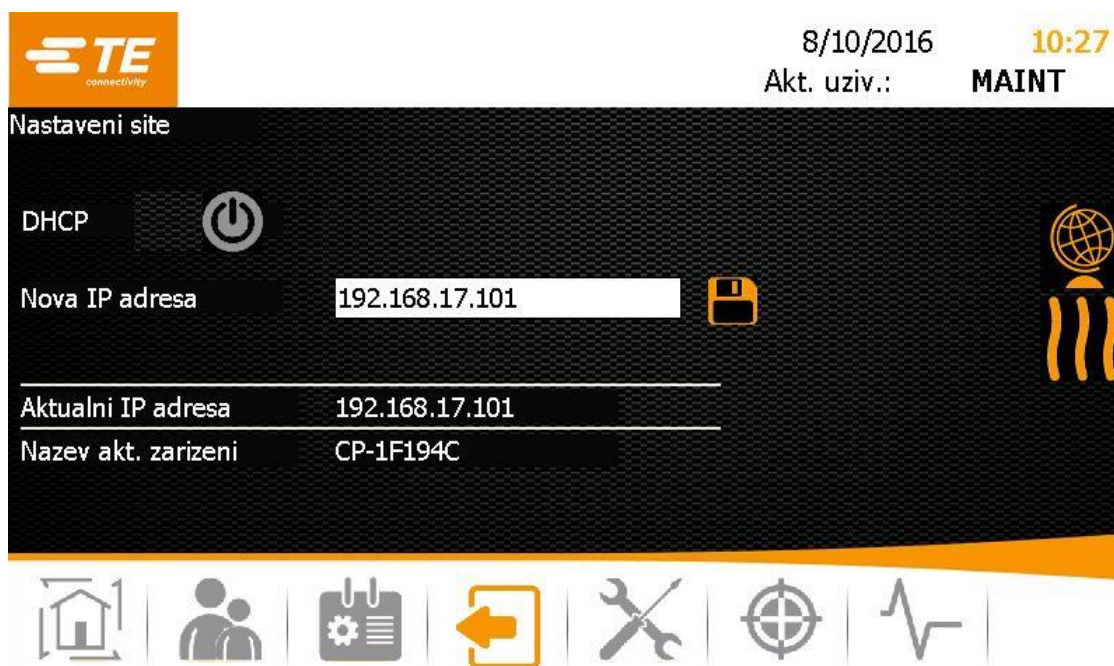 TE
connectivity
8/10/2016 10:27
Akt. uziv.: MAINT
Nastaveni site
DHCP
Nova IP adresa 192.168.17.101
Aktualni IP adresa 192.168.17.101
Nazev akt. zarizeni CP-1F194C